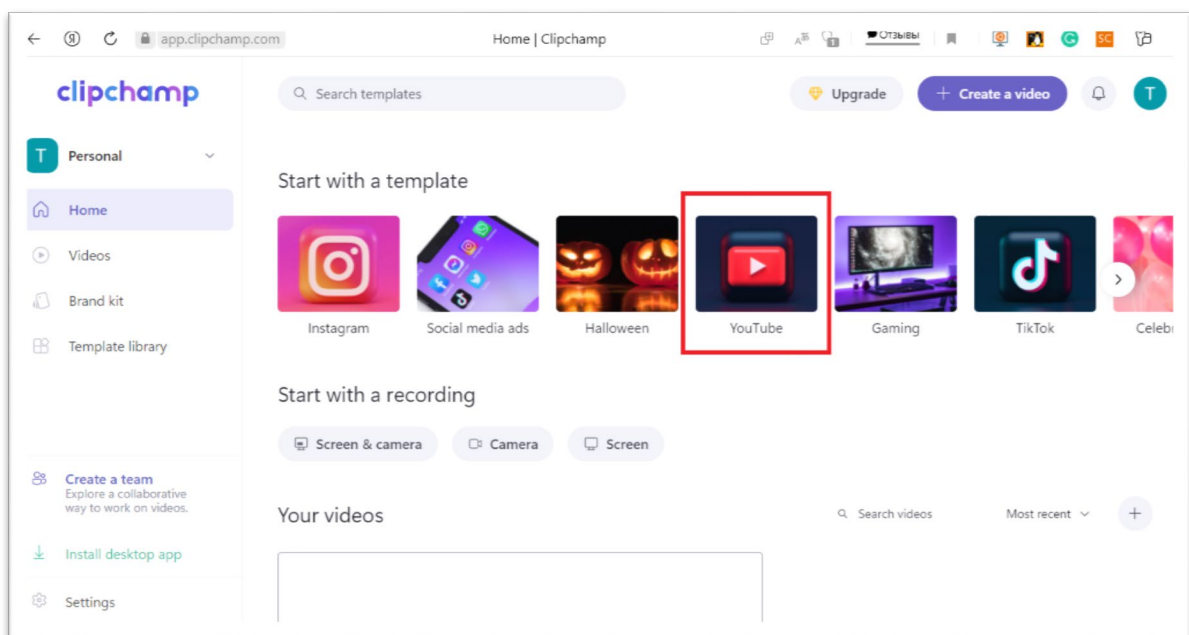 app.clipchamp.com
Home | Clipchamp
Отзывы
SC
clipchamp
Search templates
Upgrade
+ Create a video
T
T
Personal
Home
Videos
Brand kit
Template library
Start with a template
Instagram
Social media ads
Halloween
YouTube
Gaming
TikTok
Celeb
Start with a recording
Screen & camera
Camera
Screen
Create a team
Explore a collaborative
way to work on videos.
Your videos
Search videos
Most recent
Install desktop app
Settings